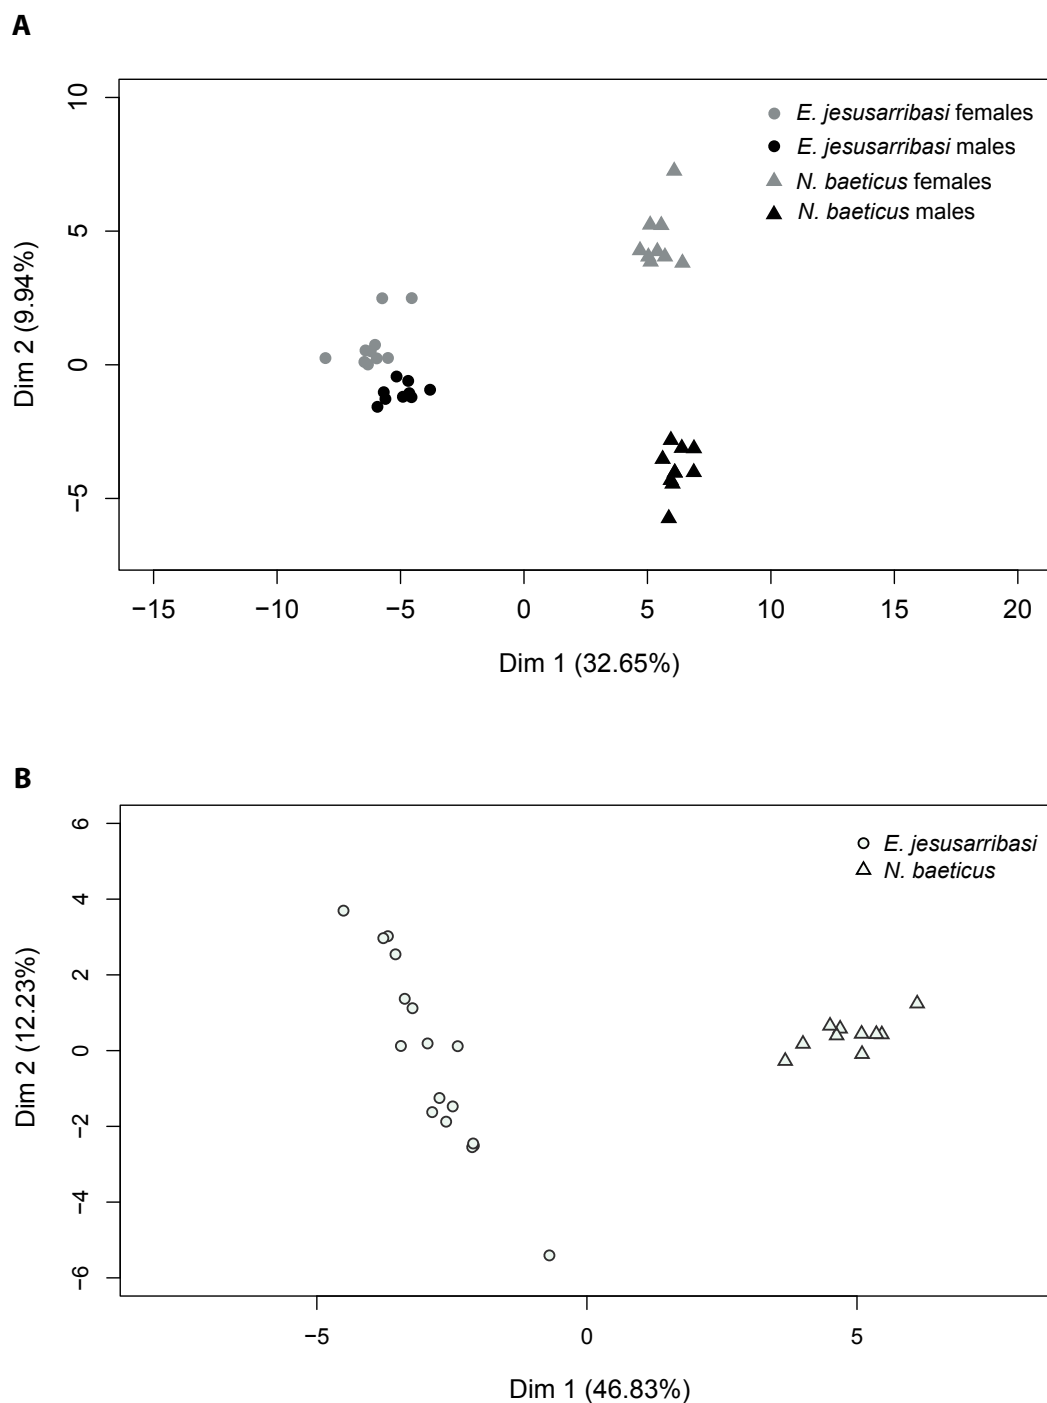 A
10
5
0
−5
Dim 2 (9.94%)
E. jesusarribasi females
E. jesusarribasi males
N. baeticus females
N. baeticus males
−15 −10 −5 0 5 10 15 20
Dim 1 (32.65%)
B
6
4
2
0
−2
−4
−6
Dim 2 (12.23%)
E. jesusarribasi
N. baeticus
−5 0 5
Dim 1 (46.83%)